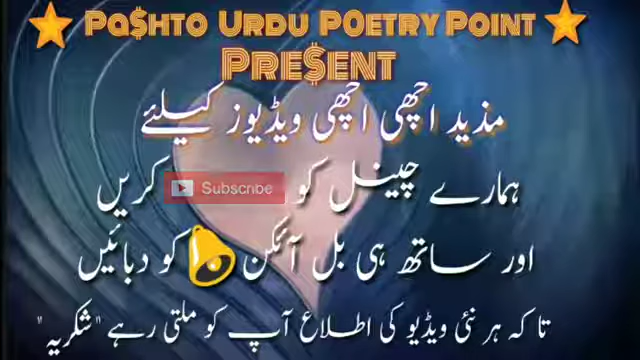 Pa$hto Urdu P0etry Point
Pre$ent
مذید اچھی اچھی ویڈیوز کیلئے
ہمارے چینل کو Subscribe کریں
اور ساتھ ہی بل آئکن کو دبائیں
تا کہ ہر نئی ویڈیو کی اطلاع آپ کو ملتی رہے "شکریہ"